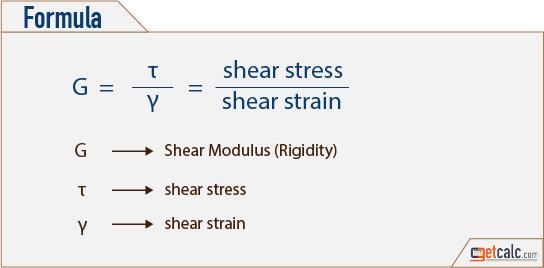 Formula
G = τ / γ = shear stress / shear strain
G → Shear Modulus (Rigidity)
τ → shear stress
γ → shear strain
getcalc.com